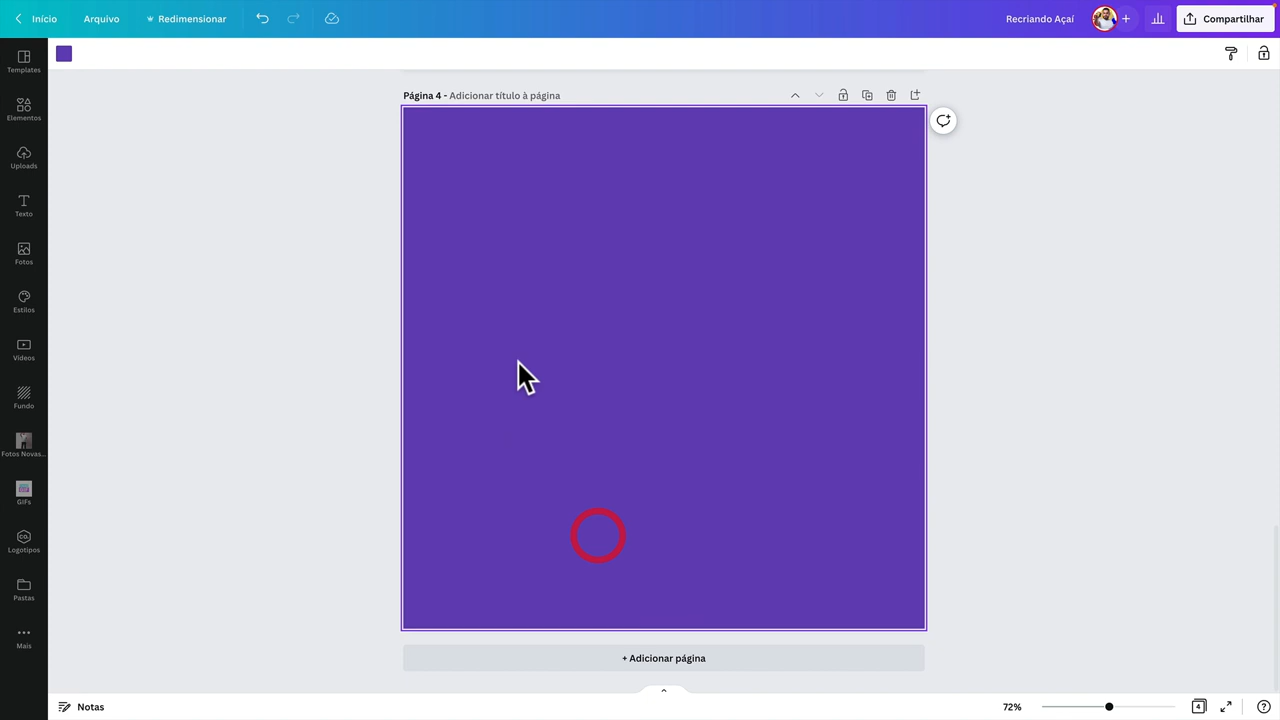 Início
Arquivo
Redimensionar
Recriando Açaí
Compartilhar
Templates
Elementos
Uploads
Texto
Fotos
Estilos
Vídeos
Fundo
Fotos Novas...
GIFs
Logotipos
Pastas
Mais
Página 4 - Adicionar título à página
+ Adicionar página
Notas
72%
4